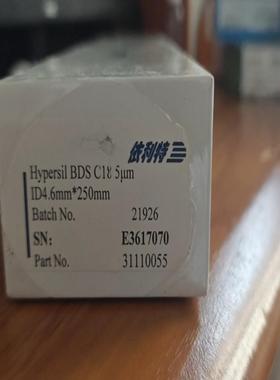 依利特
Hypersil BDS C18 5μm
ID4.6mm*250mm
Batch No. 21926
SN: E3617070
Part No. 31110055